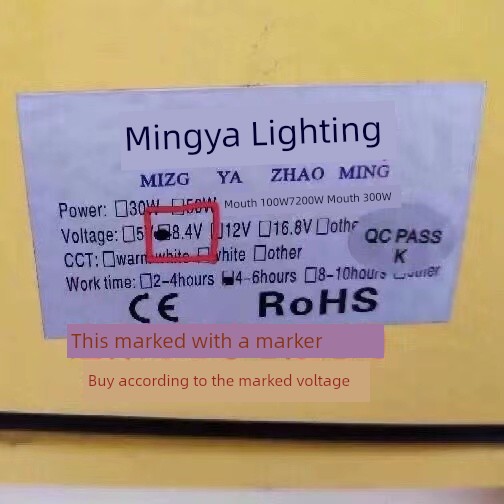 Mingya Lighting
MIZG YA ZHAO MING
Power: □30W □50W Mouth 100W7200W Mouth 300W
Voltage: □5V ■8.4V □12V □16.8V □othe
CCT: □warm white □white □other
Work time: □2-4hours ■4-6hours □8-10hours □other
QC PASS
K
CE RoHS
This marked with a marker
Buy according to the marked voltage